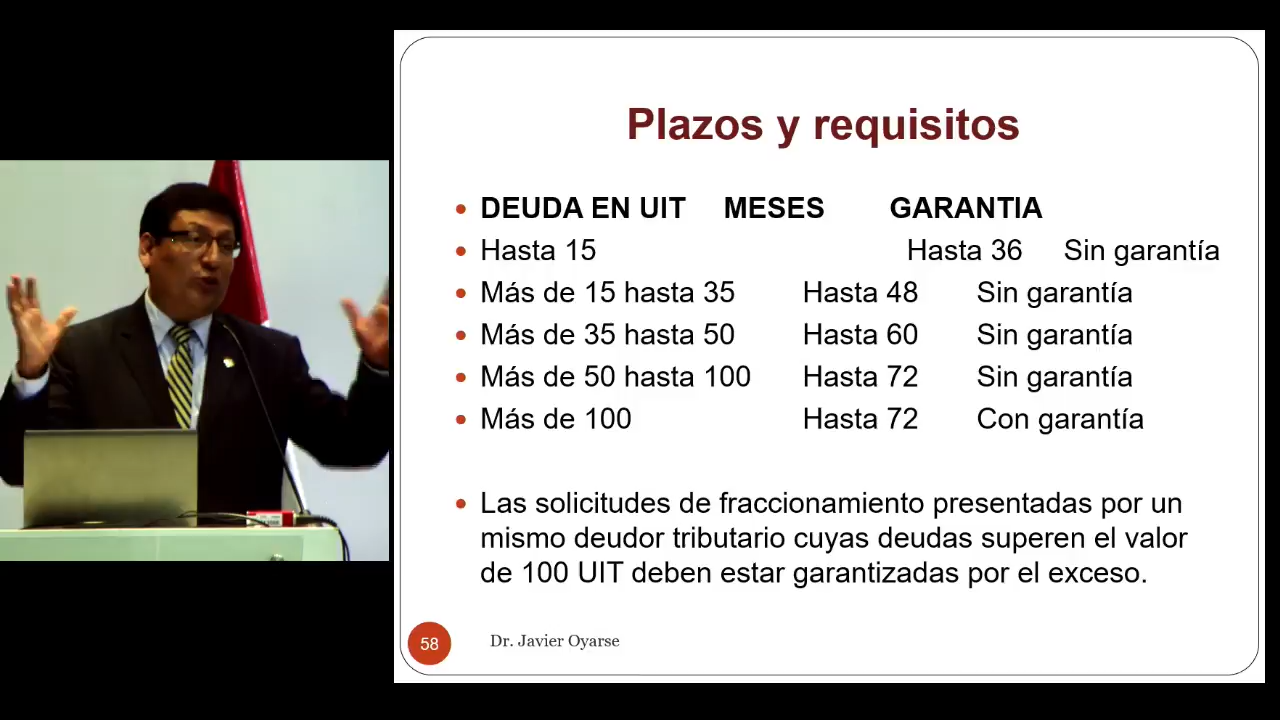 Plazos y requisitos
• DEUDA EN UIT MESES GARANTIA
• Hasta 15 Hasta 36 Sin garantía
• Más de 15 hasta 35 Hasta 48 Sin garantía
• Más de 35 hasta 50 Hasta 60 Sin garantía
• Más de 50 hasta 100 Hasta 72 Sin garantía
• Más de 100 Hasta 72 Con garantía
• Las solicitudes de fraccionamiento presentadas por un
mismo deudor tributario cuyas deudas superen el valor
de 100 UIT deben estar garantizadas por el exceso.
58 Dr. Javier Oyarse